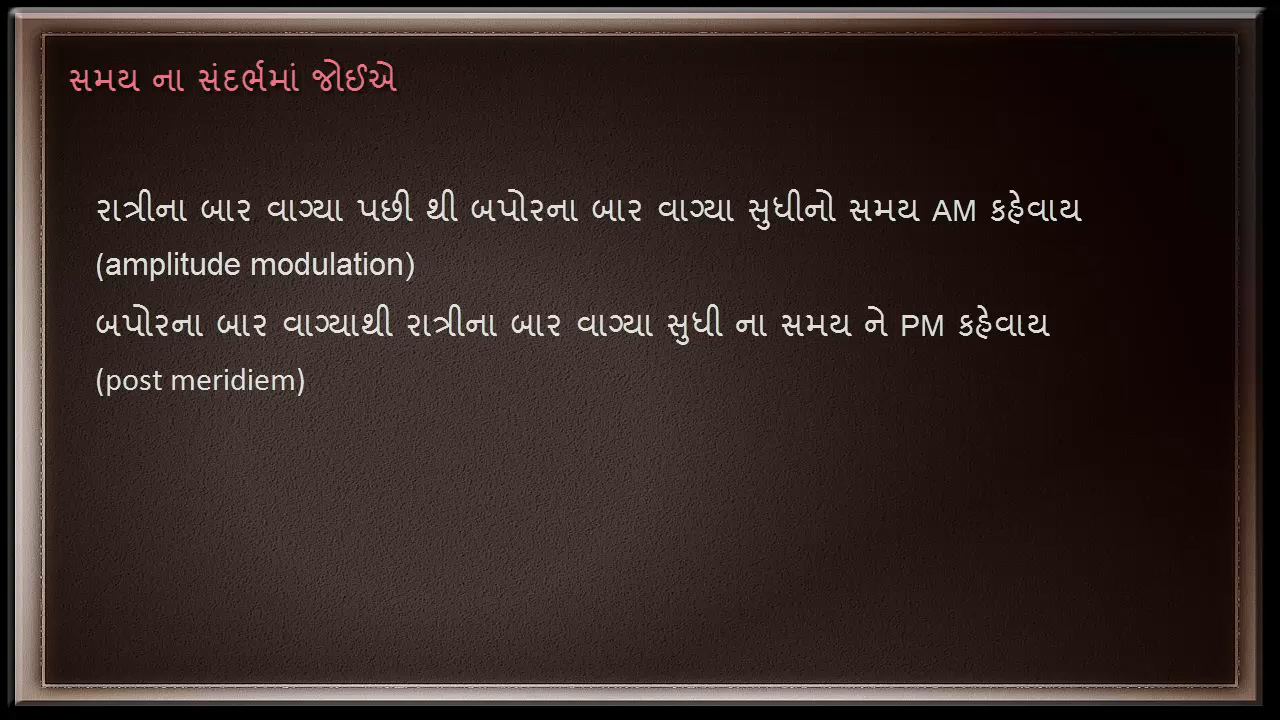 સમય ના સંદર્ભમાં જોઈએ
રાત્રીના બાર વાગ્યા પછી થી બપોરના બાર વાગ્યા સુધીનો સમય AM કહેવાય
(amplitude modulation)
બપોરના બાર વાગ્યાથી રાત્રીના બાર વાગ્યા સુધી ના સમય ને PM કહેવાય
(post meridiem)